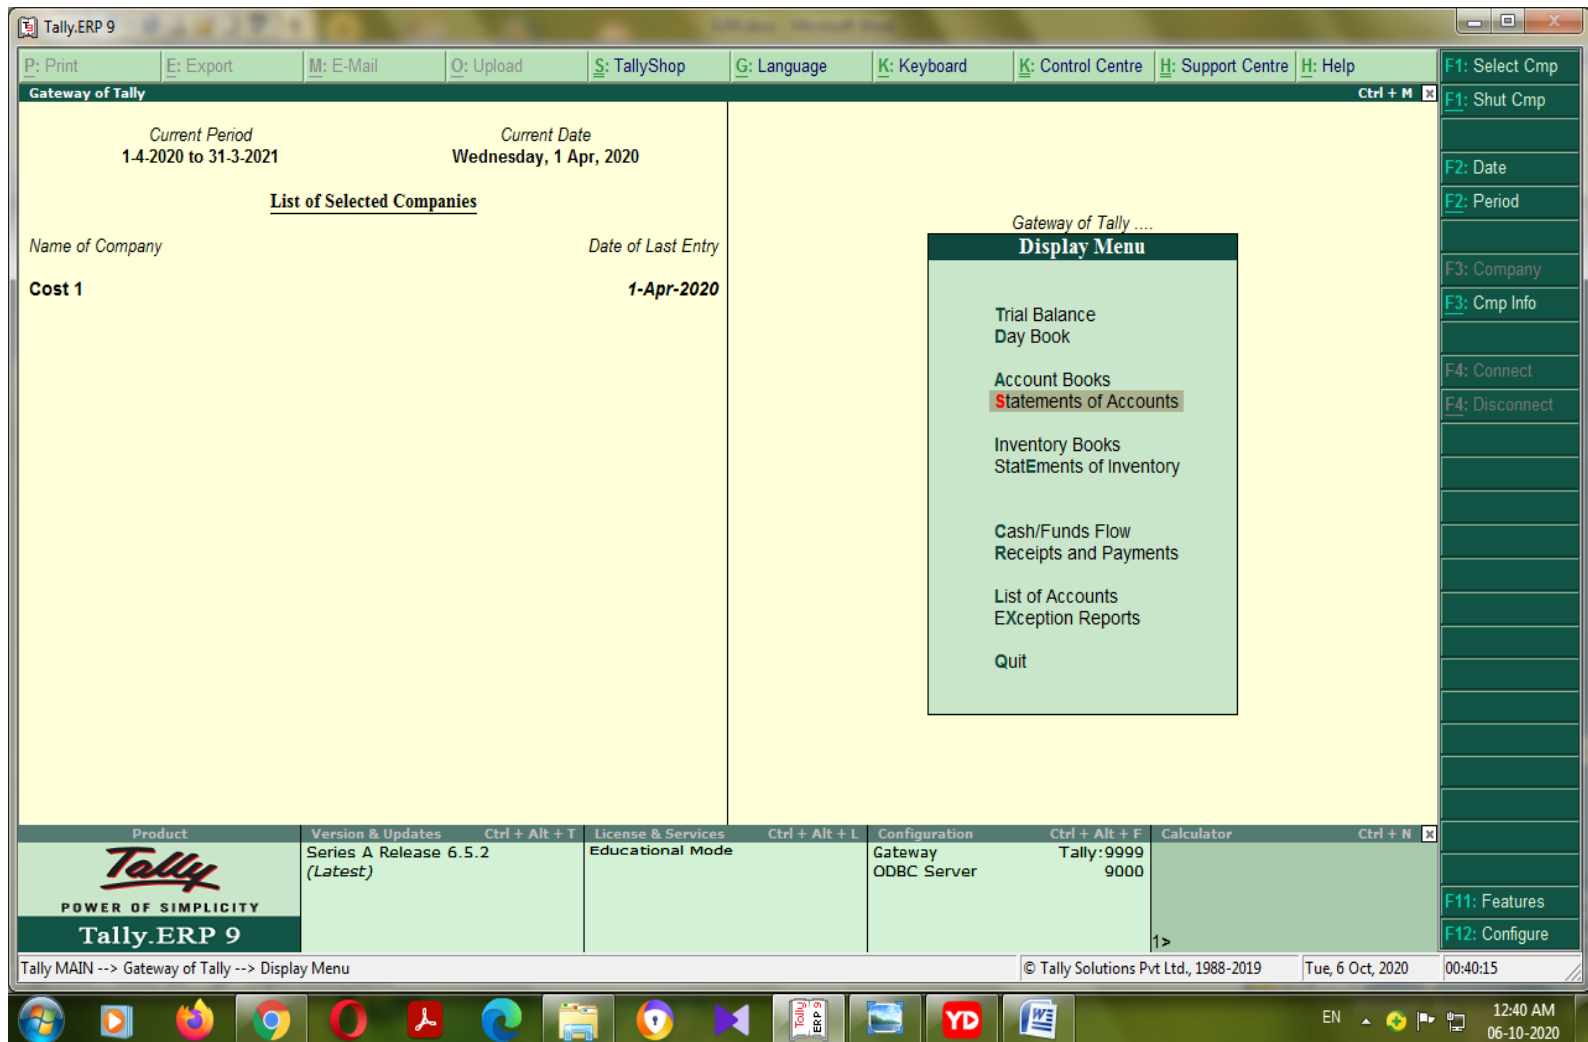 Tally.ERP 9
P: Print E: Export M: E-Mail O: Upload S: TallyShop G: Language K: Keyboard K: Control Centre H: Support Centre H: Help
Gateway of Tally Ctrl + M
Current Period Current Date
1-4-2020 to 31-3-2021 Wednesday, 1 Apr, 2020
List of Selected Companies
Name of Company Date of Last Entry
Cost 1 1-Apr-2020
Gateway of Tally ....
Display Menu
Trial Balance
Day Book
Account Books
Statements of Accounts
Inventory Books
StatEments of Inventory
Cash/Funds Flow
Receipts and Payments
List of Accounts
EXception Reports
Quit
F1: Select Cmp
F1: Shut Cmp
F2: Date
F2: Period
F3: Company
F3: Cmp Info
F4: Connect
F4: Disconnect
F11: Features
F12: Configure
Product
Tally
POWER OF SIMPLICITY
Tally.ERP 9
Version & Updates Ctrl + Alt + T
Series A Release 6.5.2
(Latest)
License & Services Ctrl + Alt + L
Educational Mode
Configuration Ctrl + Alt + F
Gateway Tally:9999
ODBC Server 9000
Calculator Ctrl + N
1>
Tally MAIN --> Gateway of Tally --> Display Menu © Tally Solutions Pvt Ltd., 1988-2019 Tue, 6 Oct, 2020 00:40:15
Tally
ERP 9
YD
EN
12:40 AM
06-10-2020